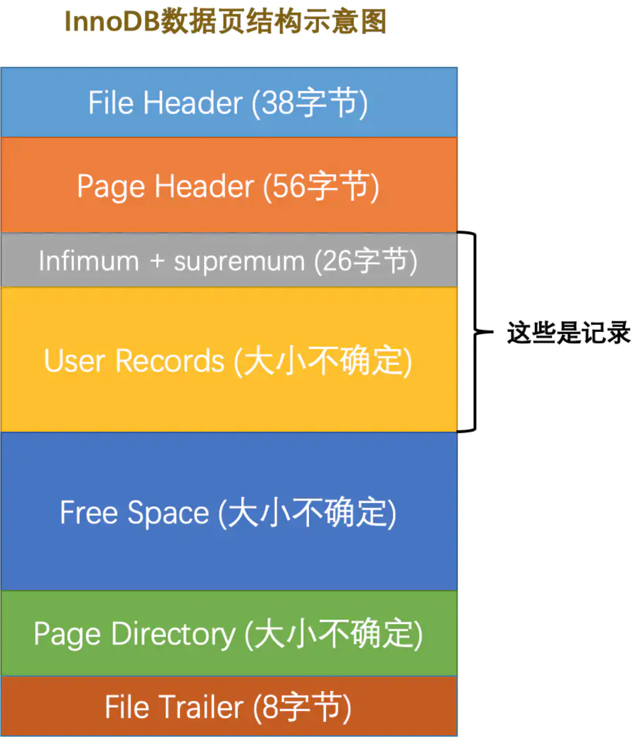 InnoDB数据页结构示意图
File Header (38字节)
Page Header (56字节)
Infimum + supremum (26字节)
User Records (大小不确定)
这些是记录
Free Space (大小不确定)
Page Directory (大小不确定)
File Trailer (8字节)